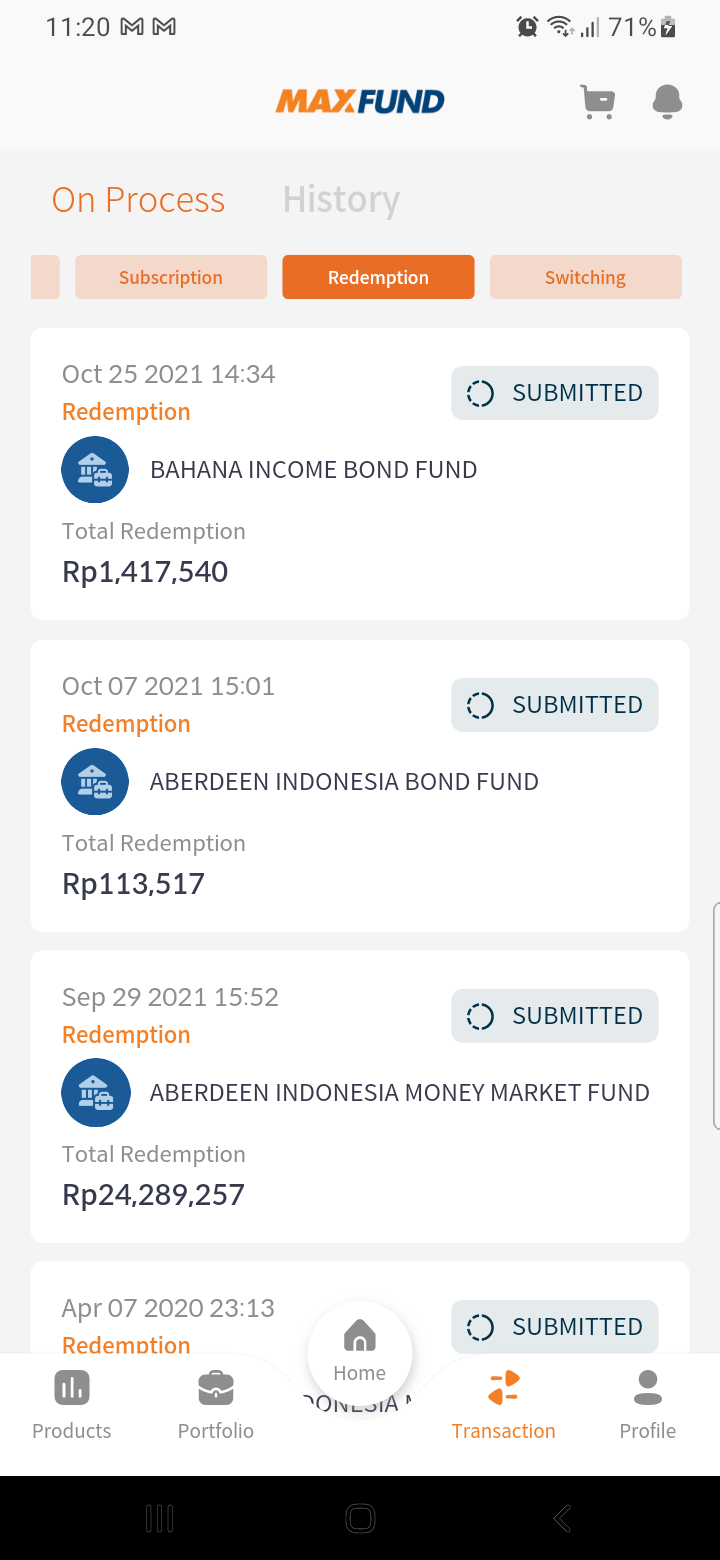 11:20
71%
MAXFUND
On Process
History
Subscription
Redemption
Switching
Oct 25 2021 14:34
Redemption
SUBMITTED
BAHANA INCOME BOND FUND
Total Redemption
Rp1,417,540
Oct 07 2021 15:01
Redemption
SUBMITTED
ABERDEEN INDONESIA BOND FUND
Total Redemption
Rp113,517
Sep 29 2021 15:52
Redemption
SUBMITTED
ABERDEEN INDONESIA MONEY MARKET FUND
Total Redemption
Rp24,289,257
Apr 07 2020 23:13
Redemption
SUBMITTED
Home
Products
Portfolio
Transaction
Profile